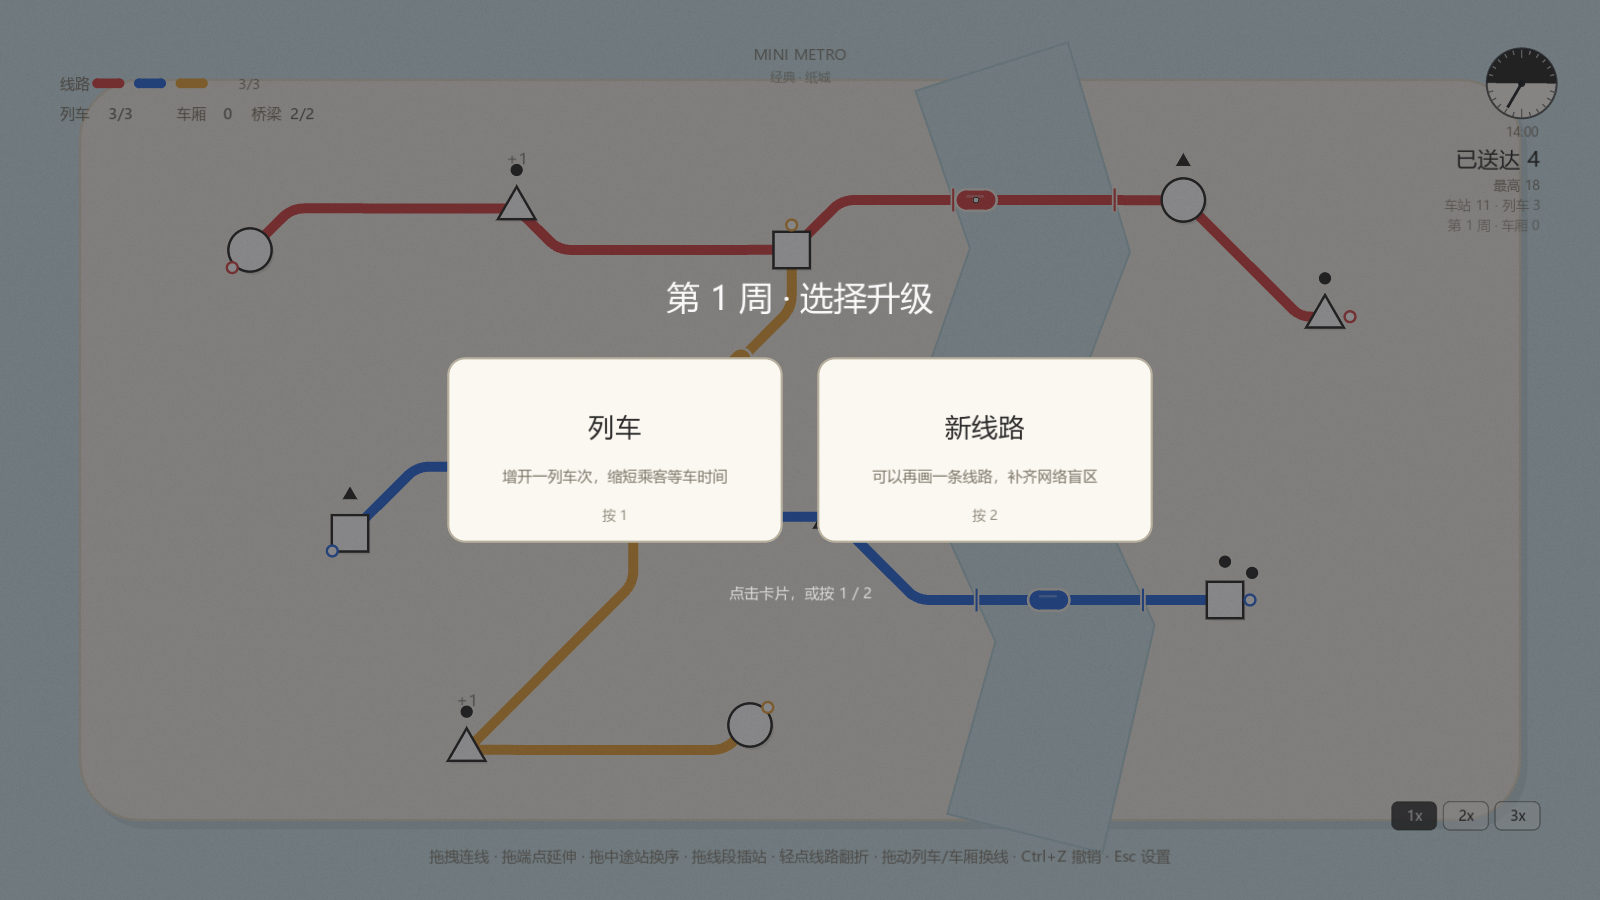 MINI METRO
经典 · 纸城
线路 3/3
列车 3/3 车厢 0 桥梁 2/2
14:00
已送达 4
最高 18
车站 11 · 列车 3
第 1 周 · 车厢 0
+1
第 1 周 · 选择升级
列车
增开一列车次，缩短乘客等车时间
按 1
新线路
可以再画一条线路，补齐网络盲区
按 2
点击卡片，或按 1 / 2
+1
1x 2x 3x
拖拽连线 · 拖端点延伸 · 拖中途站换序 · 拖线段插站 · 轻点线路翻折 · 拖动列车/车厢换线 · Ctrl+Z 撤销 · Esc 设置